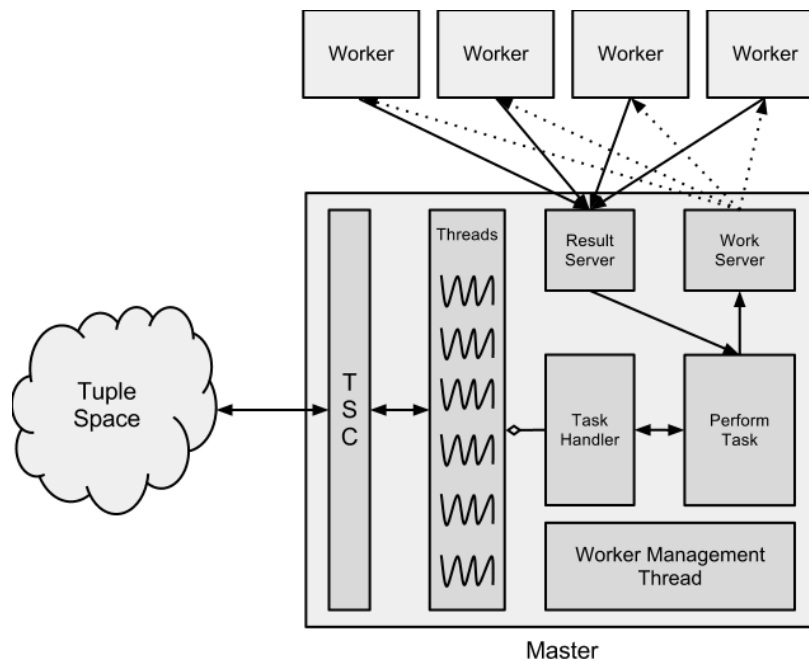 Worker
Worker
Worker
Worker
Threads
Result
Server
Work
Server
Tuple
Space
T
S
C
Task
Handler
Perform
Task
Worker Management
Thread
Master